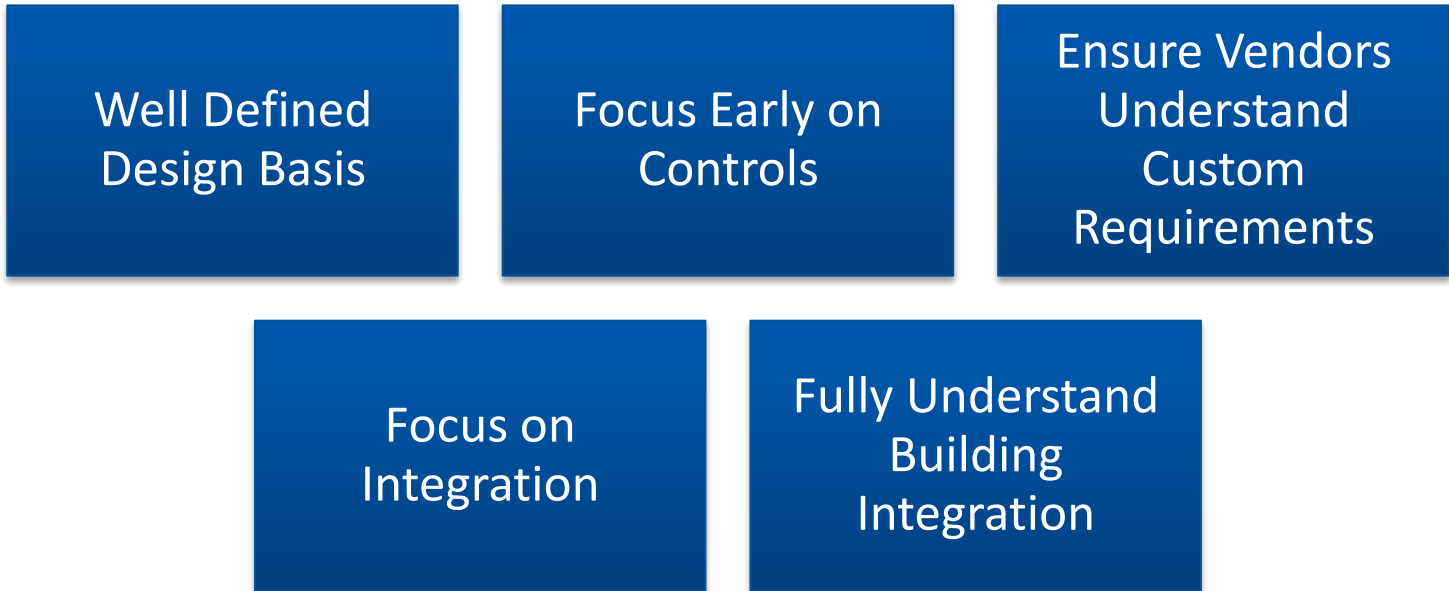 Well Defined
Design Basis
Focus Early on
Controls
Ensure Vendors
Understand
Custom
Requirements
Focus on
Integration
Fully Understand
Building
Integration